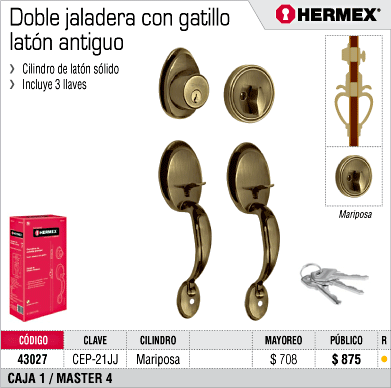 Doble jaladera con gatillo
latón antiguo
HERMEX®
Cilindro de latón sólido
Incluye 3 llaves
Mariposa
HERMEX
CÓDIGO CLAVE CILINDRO MAYOREO PÚBLICO R
43027 CEP-21JJ Mariposa $ 708 $ 875
CAJA 1 / MASTER 4